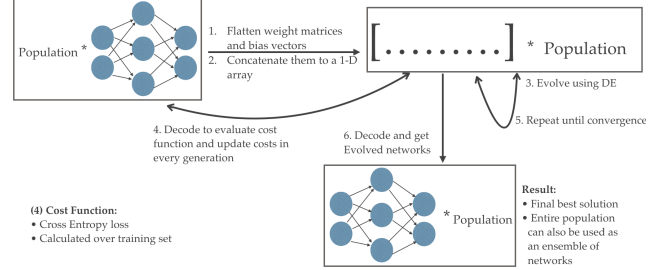 Population *
1. Flatten weight matrices
and bias vectors
2. Concatenate them to a 1-D
array
[ . . . . . . . . ] * Population
3. Evolve using DE
5. Repeat until convergence
4. Decode to evaluate cost
function and update costs in
every generation
6. Decode and get
Evolved networks
* Population
(4) Cost Function:
• Cross Entropy loss
• Calculated over training set
Result:
• Final best solution
• Entire population
can also be used as
an ensemble of
networks